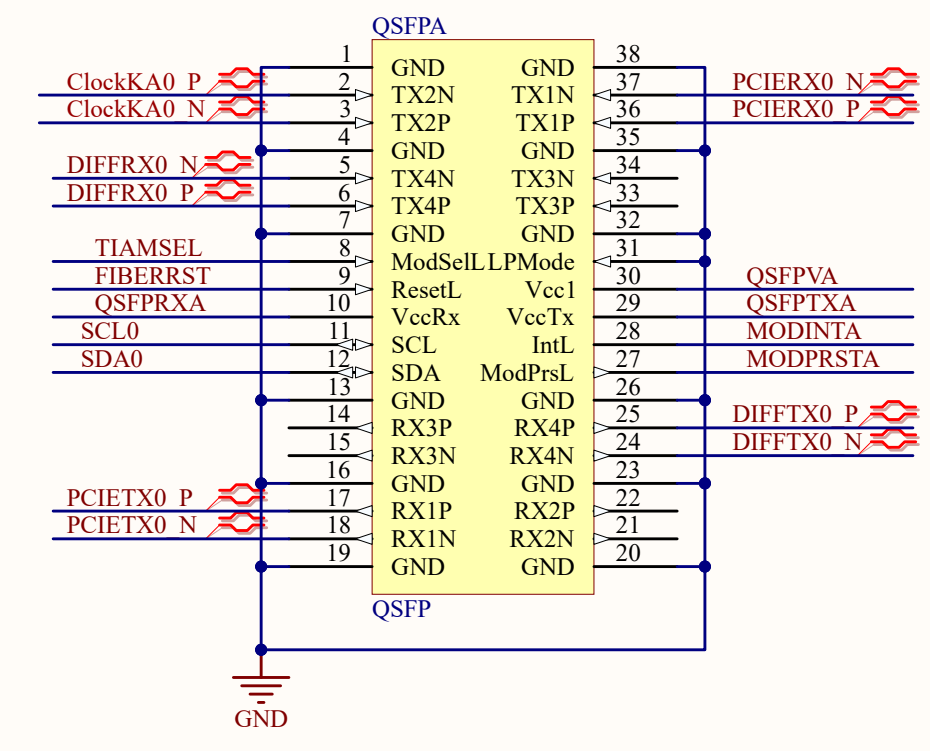 QSFPA
1 GND GND 38
ClockKA0_P 2 TX2N TX1N 37 PCIERX0_N
ClockKA0_N 3 TX2P TX1P 36 PCIERX0_P
4 GND GND 35
DIFFRX0_N 5 TX4N TX3N 34
DIFFRX0_P 6 TX4P TX3P 33
7 GND GND 32
TIAMSEL 8 ModSelL LPMode 31
FIBERRST 9 ResetL Vcc1 30 QSFPVA
QSFPRXA 10 VccRx VccTx 29 QSFPTXA
SCL0 11 SCL IntL 28 MODINTA
SDA0 12 SDA ModPrsL 27 MODPRSTA
13 GND GND 26
14 RX3P RX4P 25 DIFFTX0_P
15 RX3N RX4N 24 DIFFTX0_N
16 GND GND 23
PCIETX0_P 17 RX1P RX2P 22
PCIETX0_N 18 RX1N RX2N 21
19 GND GND 20
QSFP
GND